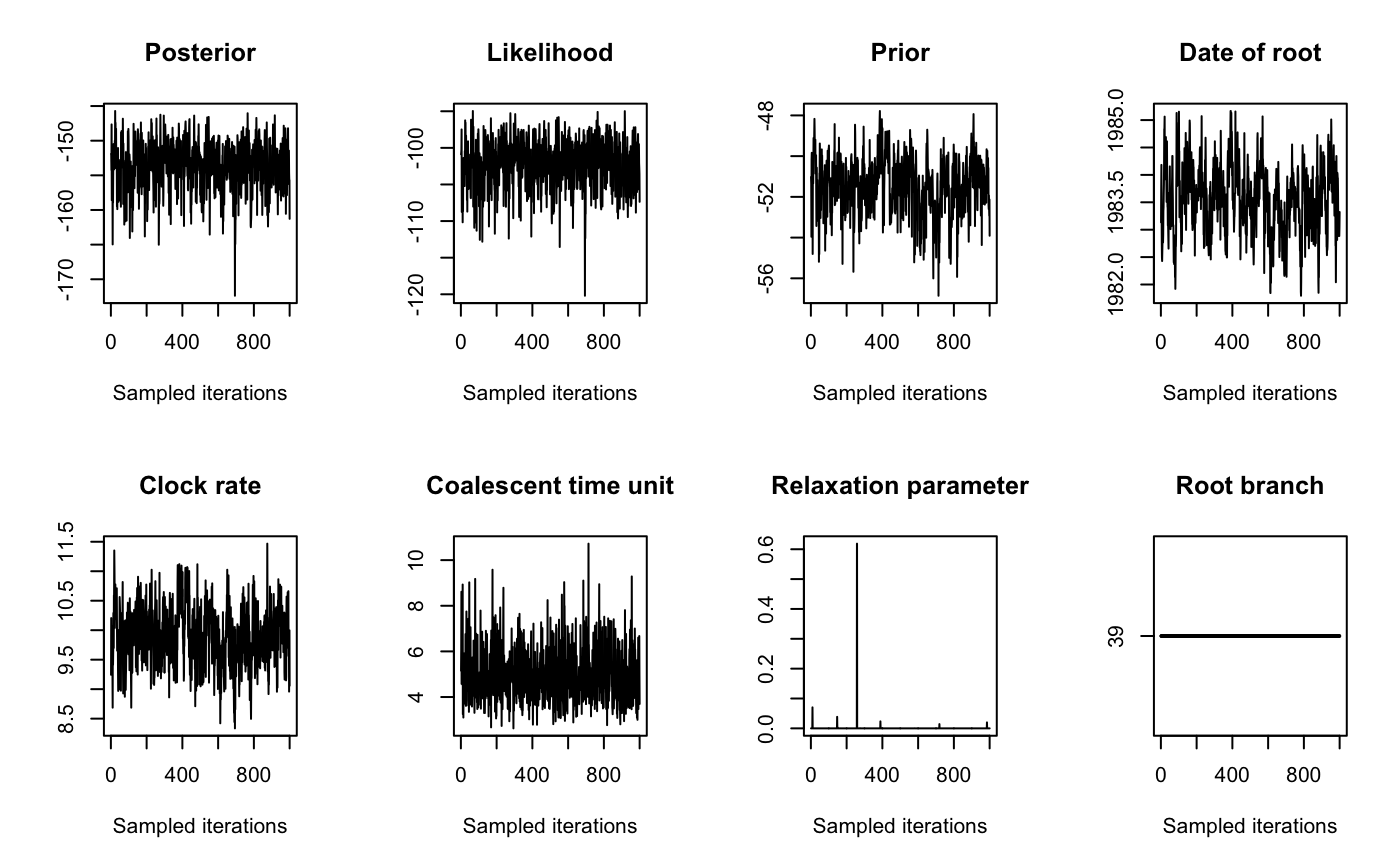 Posterior
Likelihood
Prior
Date of root
-150
-160
-170
0 400 800
Sampled iterations
-100
-110
-120
0 400 800
Sampled iterations
-48
-52
-56
0 400 800
Sampled iterations
1985.0
1983.5
1982.0
0 400 800
Sampled iterations
Clock rate
Coalescent time unit
Relaxation parameter
Root branch
11.5
10.5
9.5
8.5
0 400 800
Sampled iterations
10
8
6
4
0 400 800
Sampled iterations
0.6
0.4
0.2
0.0
0 400 800
Sampled iterations
39
0 400 800
Sampled iterations